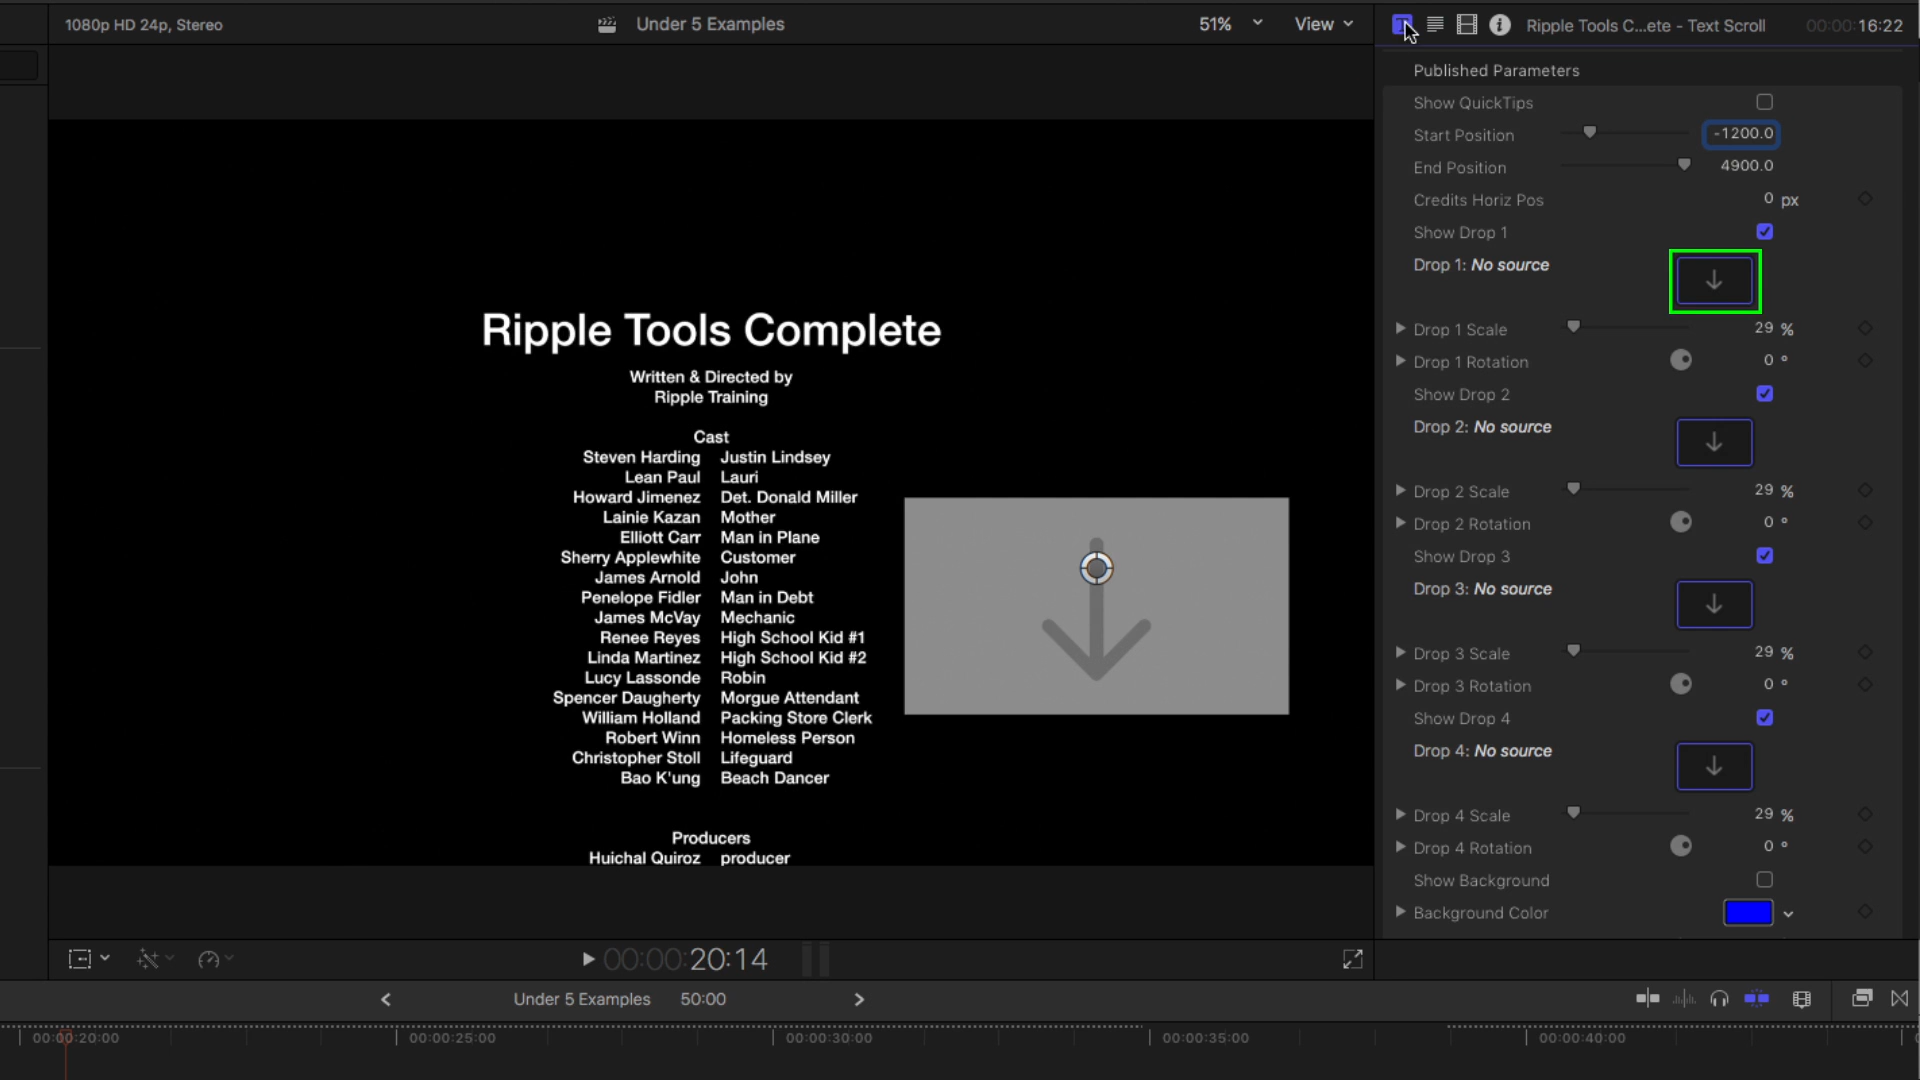 1080p HD 24p, Stereo
Under 5 Examples
51%
View
Ripple Tools C...ete - Text Scroll
00:00:16:22
Published Parameters
Show QuickTips
Start Position
-1200.0
End Position
4900.0
Credits Horiz Pos
0 px
Show Drop 1
Drop 1: No source
Drop 1 Scale
29 %
Drop 1 Rotation
0 °
Show Drop 2
Drop 2: No source
Drop 2 Scale
29 %
Drop 2 Rotation
0 °
Show Drop 3
Drop 3: No source
Drop 3 Scale
29 %
Drop 3 Rotation
0 °
Show Drop 4
Drop 4: No source
Drop 4 Scale
29 %
Drop 4 Rotation
0 °
Show Background
Background Color
Ripple Tools Complete
Written & Directed by
Ripple Training
Cast
Steven Harding Justin Lindsey
Lean Paul Lauri
Howard Jimenez Det. Donald Miller
Lainie Kazan Mother
Elliott Carr Man in Plane
Sherry Applewhite Customer
James Arnold John
Penelope Fidler Man in Debt
James McVay Mechanic
Renee Reyes High School Kid #1
Linda Martinez High School Kid #2
Lucy Lassonde Robin
Spencer Daugherty Morgue Attendant
William Holland Packing Store Clerk
Robert Winn Homeless Person
Christopher Stoll Lifeguard
Bao K'ung Beach Dancer
Producers
Huichal Quiroz producer
00:00:20:14
Under 5 Examples 50:00
00:00:20:00
00:00:25:00
00:00:30:00
00:00:35:00
00:00:40:00